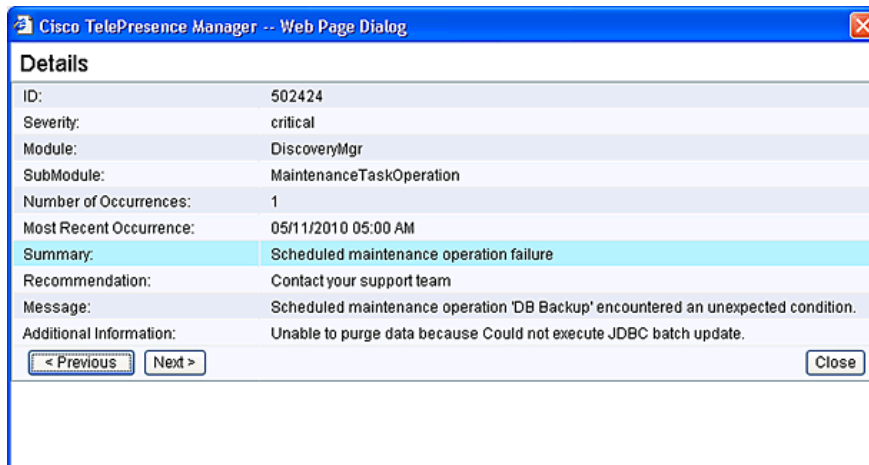 Cisco TelePresence Manager -- Web Page Dialog
Details
ID: 502424
Severity: critical
Module: DiscoveryMgr
SubModule: MaintenanceTaskOperation
Number of Occurrences: 1
Most Recent Occurrence: 05/11/2010 05:00 AM
Summary: Scheduled maintenance operation failure
Recommendation: Contact your support team
Message: Scheduled maintenance operation 'DB Backup' encountered an unexpected condition.
Additional Information: Unable to purge data because Could not execute JDBC batch update.
< Previous Next > Close